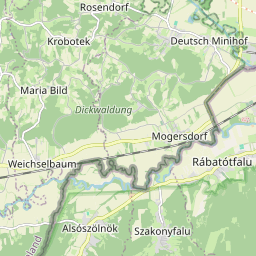 Rosendorf
Krobotek
Deutsch Minihof
Maria Bild
Dickwaldung
Mogersdorf
Weichselbaum
Rábatótfalu
Alsószölnök
Szakonyfalu